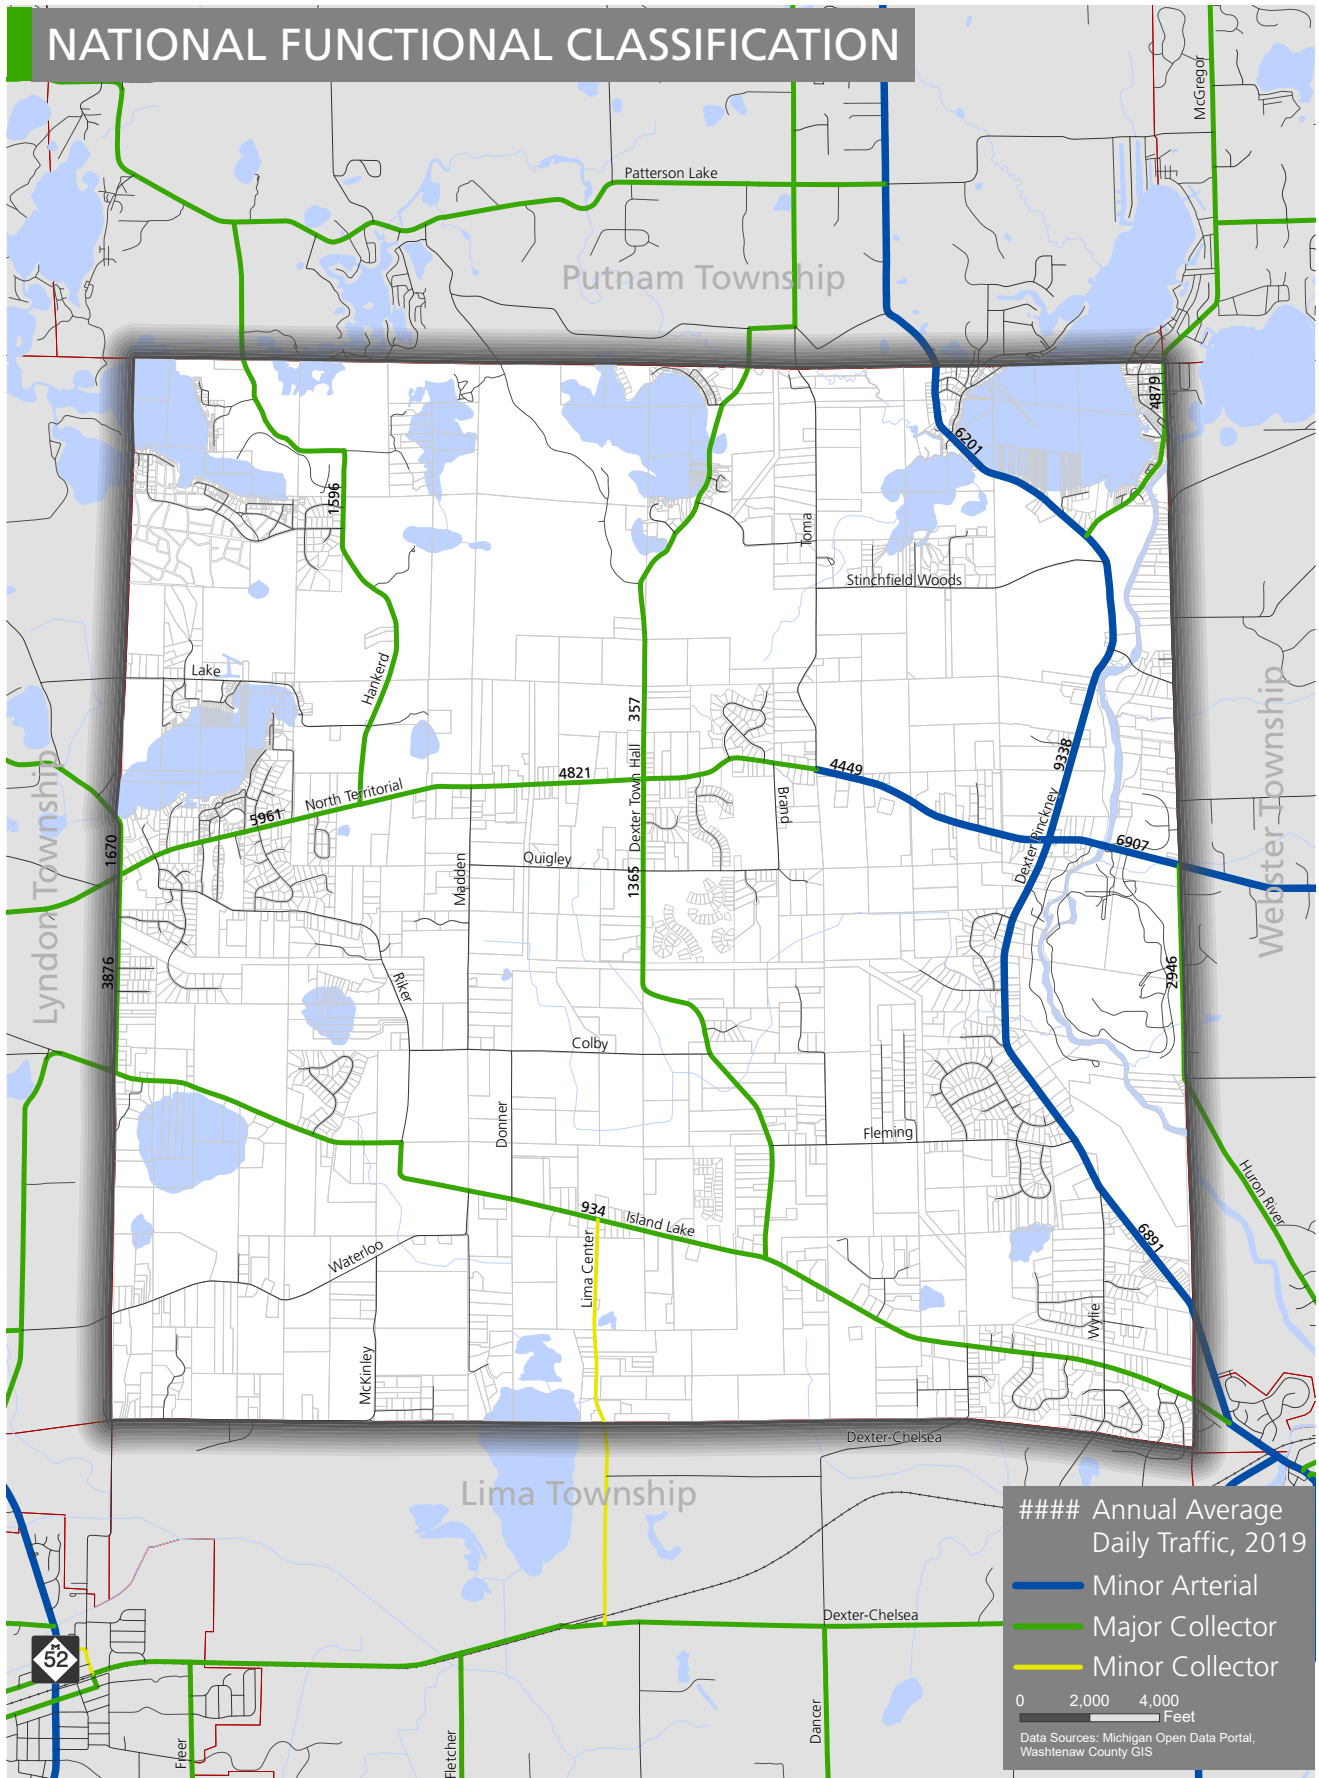 NATIONAL FUNCTIONAL CLASSIFICATION
McGregor
Patterson Lake
Putnam Township
4879
6201
1596
Toma
Stinchfield Woods
Lake
Hankerd
357
Webster Township
Lyndon Township
9338
4449
4821
Dexter Town Hall
North Territorial
5961
Brand
Dexter Pinckney
6907
1670
Quigley
Madden
1365
3876
Riker
2946
Colby
Donner
Fleming
Huron River
934
Island Lake
6891
Waterloo
Lima Center
Wylie
McKinley
Dexter-Chelsea
Lima Township
#### Annual Average
Daily Traffic, 2019
Minor Arterial
Major Collector
Minor Collector
0 2,000 4,000
Feet
Data Sources: Michigan Open Data Portal,
Washtenaw County GIS
Dexter-Chelsea
M
52
Freer
Fletcher
Dancer